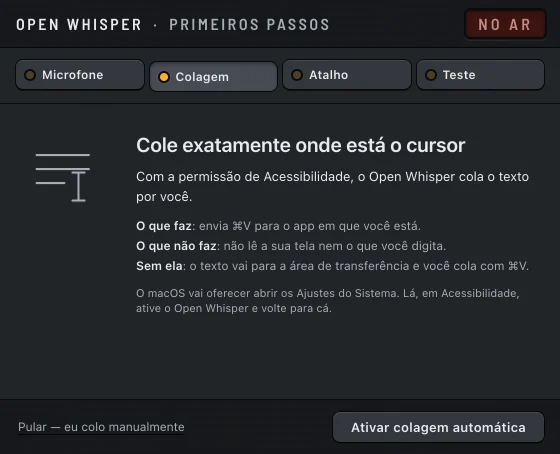 OPEN WHISPER · PRIMEIROS PASSOS
NO AR
Microfone
Colagem
Atalho
Teste
Cole exatamente onde está o cursor
Com a permissão de Acessibilidade, o Open Whisper cola o texto
por você.
O que faz: envia ⌘V para o app em que você está.
O que não faz: não lê a sua tela nem o que você digita.
Sem ela: o texto vai para a área de transferência e você cola com ⌘V.
O macOS vai oferecer abrir os Ajustes do Sistema. Lá, em Acessibilidade,
ative o Open Whisper e volte para cá.
Pular — eu colo manualmente
Ativar colagem automática